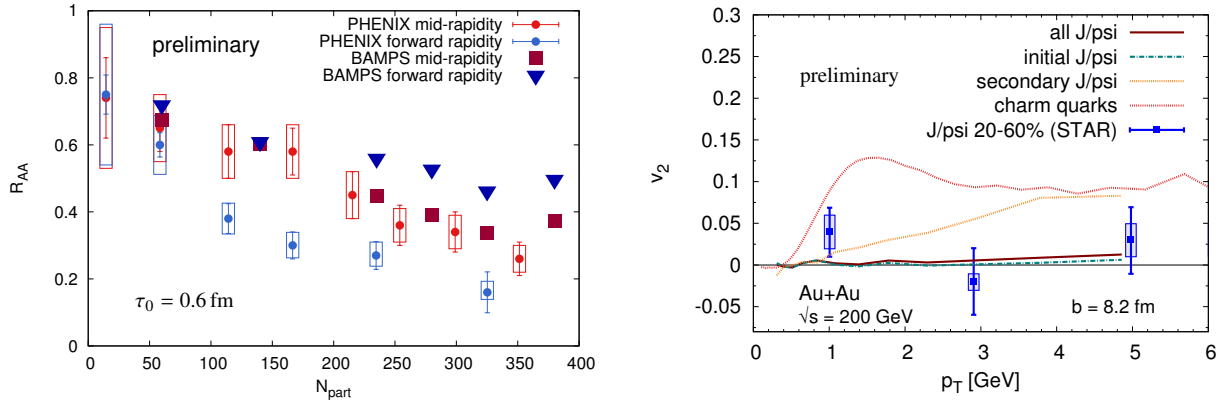 PHENIX mid-rapidity
PHENIX forward rapidity
BAMPS mid-rapidity
BAMPS forward rapidity
preliminary
τ0 = 0.6 fm
RAA
1
0.8
0.6
0.4
0.2
0
0 50 100 150 200 250 300 350 400
Npart
all J/psi
initial J/psi
secondary J/psi
charm quarks
J/psi 20-60% (STAR)
preliminary
v2
0.3
0.25
0.2
0.15
0.1
0.05
0
-0.05
Au+Au
√s = 200 GeV
b = 8.2 fm
0 1 2 3 4 5 6
pT [GeV]